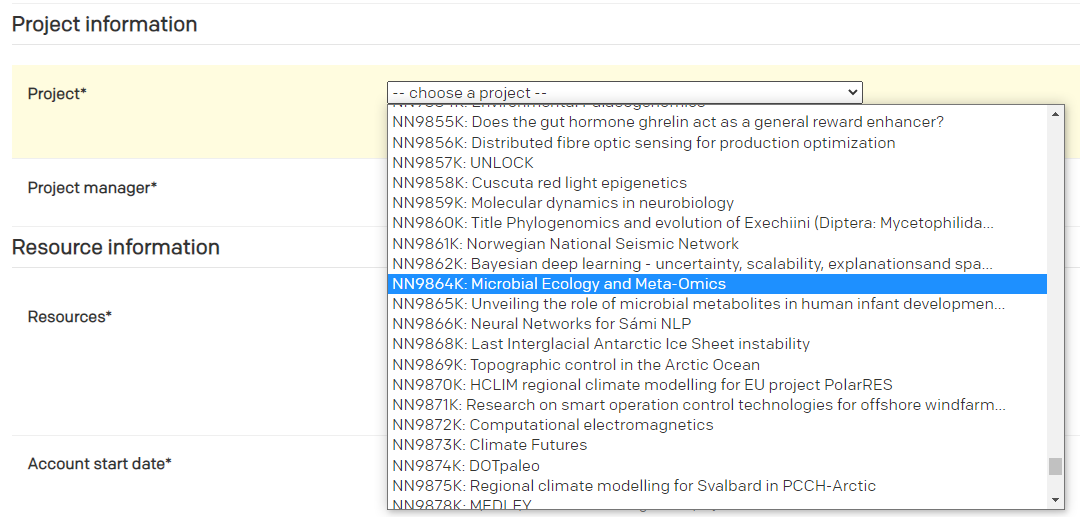 Project information
Project*
-- choose a project --
NN9855K: Does the gut hormone ghrelin act as a general reward enhancer?
NN9856K: Distributed fibre optic sensing for production optimization
NN9857K: UNLOCK
NN9858K: Cuscuta red light epigenetics
Project manager*
NN9859K: Molecular dynamics in neurobiology
NN9860K: Title Phylogenomics and evolution of Exechiini (Diptera: Mycetophilida...
Resource information
NN9861K: Norwegian National Seismic Network
NN9862K: Bayesian deep learning - uncertainty, scalability, explanationsand spa...
NN9864K: Microbial Ecology and Meta-Omics
NN9865K: Unveiling the role of microbial metabolites in human infant developmen...
Resources*
NN9866K: Neural Networks for Sámi NLP
NN9868K: Last Interglacial Antarctic Ice Sheet instability
NN9869K: Topographic control in the Arctic Ocean
NN9870K: HCLIM regional climate modelling for EU project PolarRES
NN9871K: Research on smart operation control technologies for offshore windfarm...
NN9872K: Computational electromagnetics
NN9873K: Climate Futures
Account start date*
NN9874K: DOTpaleo
NN9875K: Regional climate modelling for Svalbard in PCCH-Arctic
NN9878K: MEDLEY